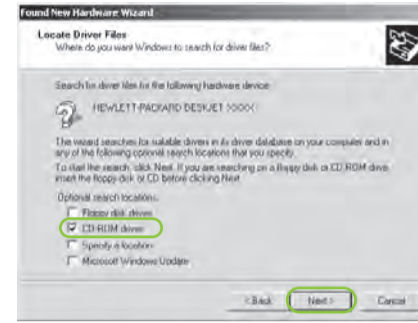 Found New Hardware Wizard
Locate Driver Files
Where do you want Windows to search for driver files?
Search for driver files for the following hardware device:
HEWLETT-PACKARD DESKJET XXXX
The wizard searches for suitable drivers in its driver database on your computer and in
any of the following optional search locations that you specify.
To start the search, click Next. If you are searching on a floppy disk or CD-ROM drive,
insert the floppy disk or CD before clicking Next.
Optional search locations:
Floppy disk drives
CD-ROM drives
Specify a location
Microsoft Windows Update
< Back
Next >
Cancel